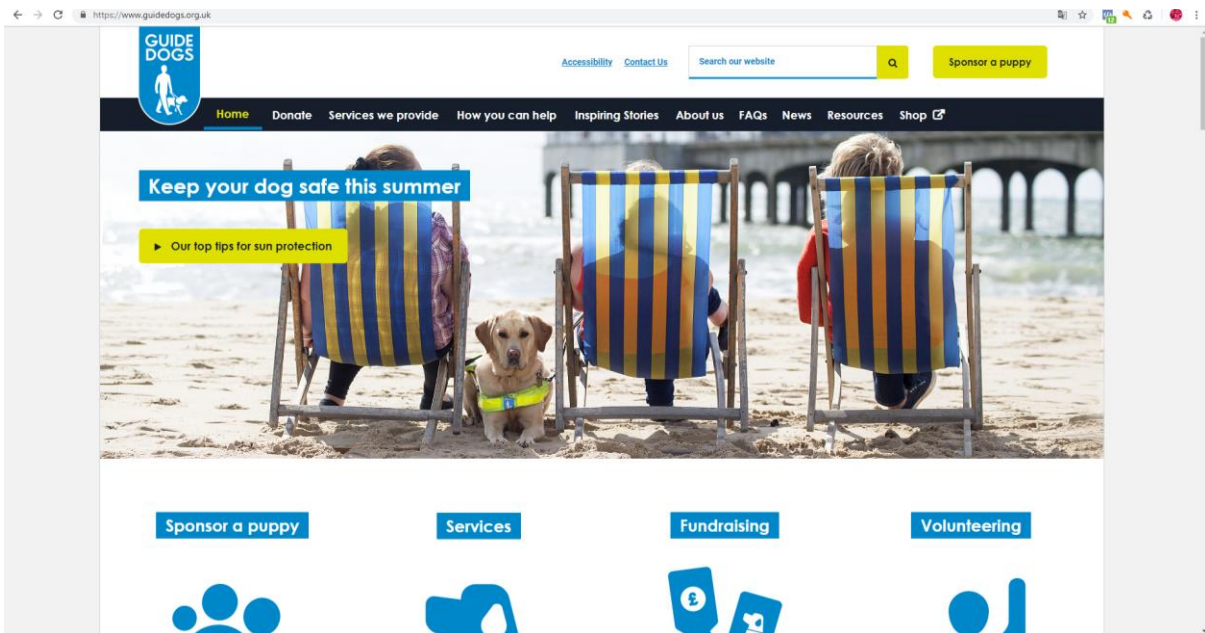 https://www.guidedogs.org.uk
GUIDE
DOGS
Accessibility Contact Us Search our website Sponsor a puppy
Home Donate Services we provide How you can help Inspiring Stories About us FAQs News Resources Shop
Keep your dog safe this summer
Our top tips for sun protection
Sponsor a puppy Services Fundraising Volunteering
£